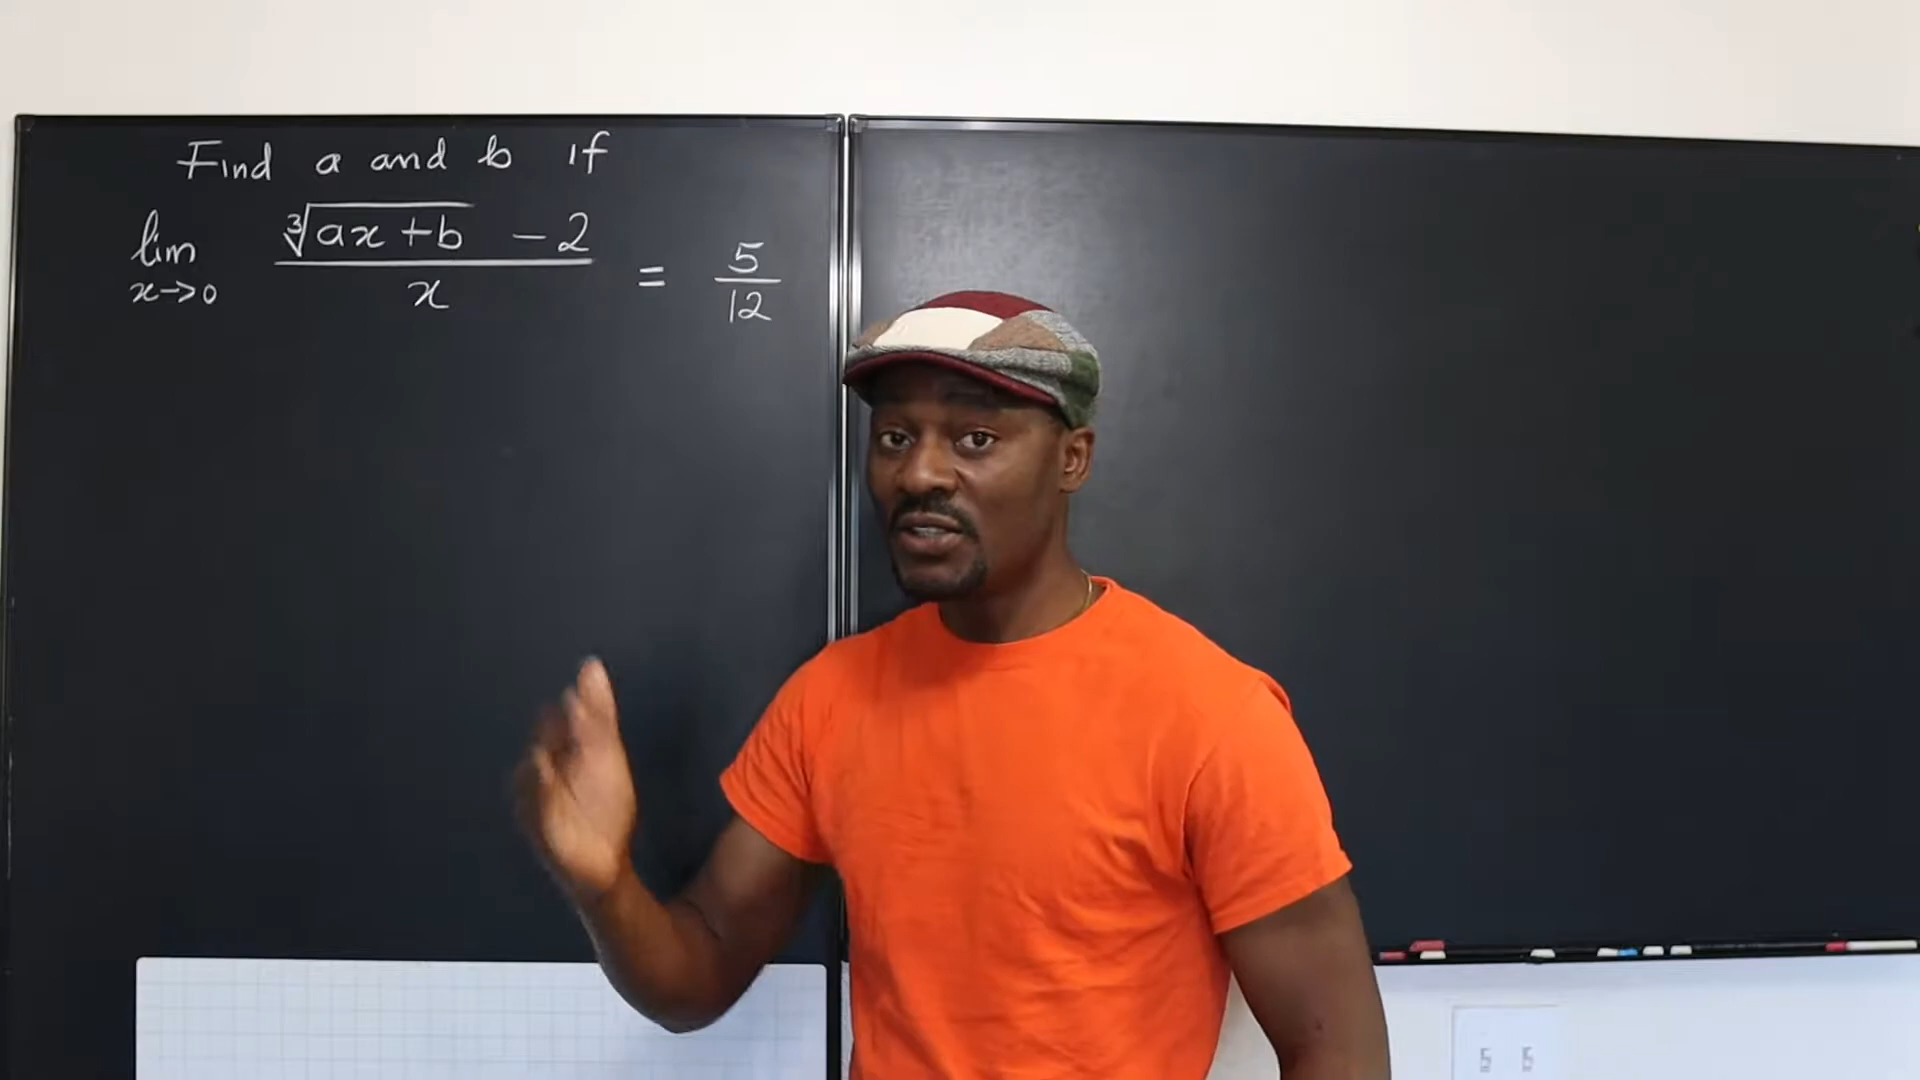 Find a and b if
lim x→0 (∛(ax+b) - 2)/x = 5/12